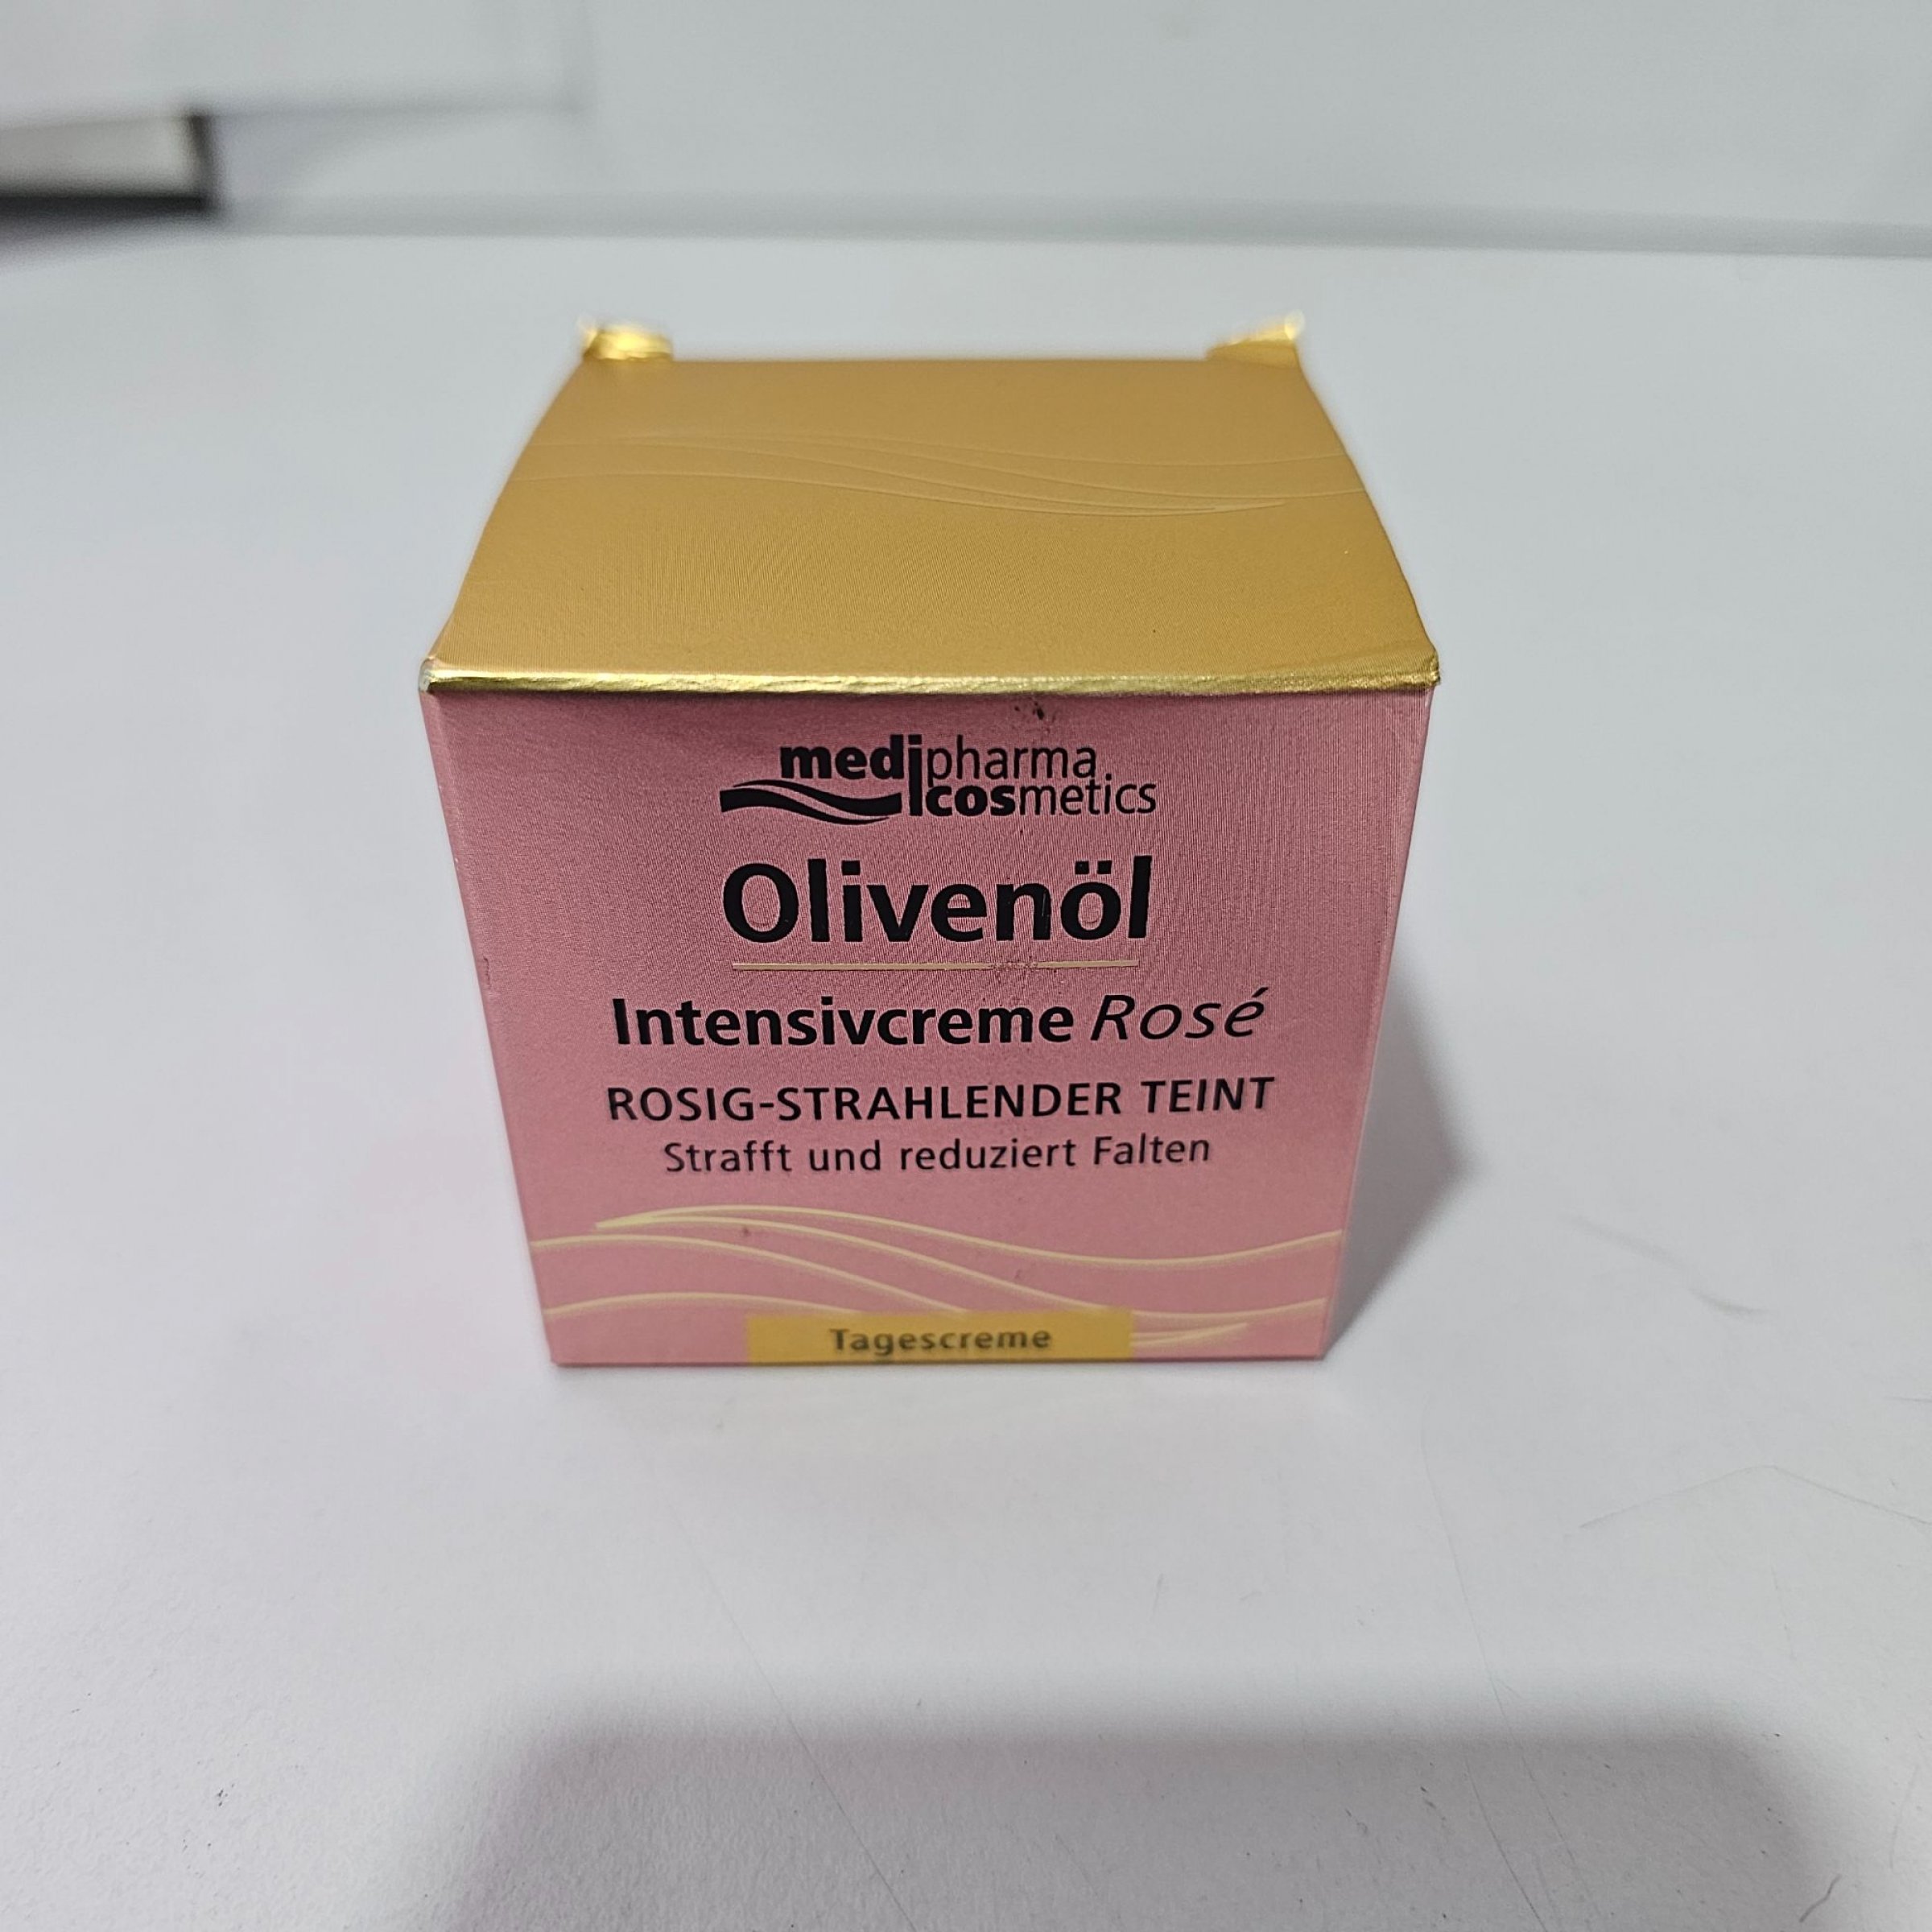 medipharma
cosmetics
Olivenöl
Intensivcreme Rosé
ROSIG-STRAHLENDER TEINT
Strafft und reduziert Falten
Tagescreme